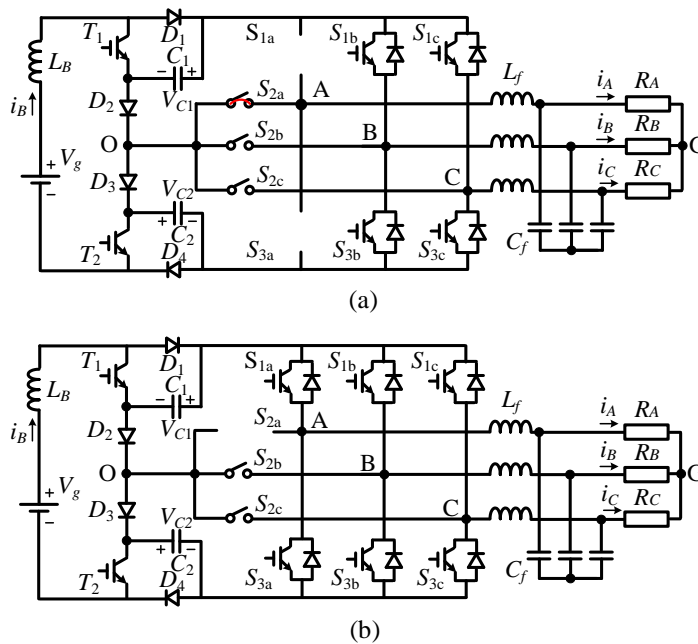 T1 D1 S1a S1b S1c
LB C1 Lf iA RA
− +
D2 VC1 S2a A
iB O S2b B iB RB
+ Vg D3 VC2 S2c C iC RC G
−
+ −
C2
T2 D4 S3a S3b S3c Cf
(a)
T1 D1 S1a S1b S1c
LB C1 Lf iA RA
− +
D2 VC1 S2a A
iB O S2b B iB RB
+ Vg D3 VC2 S2c C iC RC G
−
+ −
C2
T2 D4 S3a S3b S3c Cf
(b)